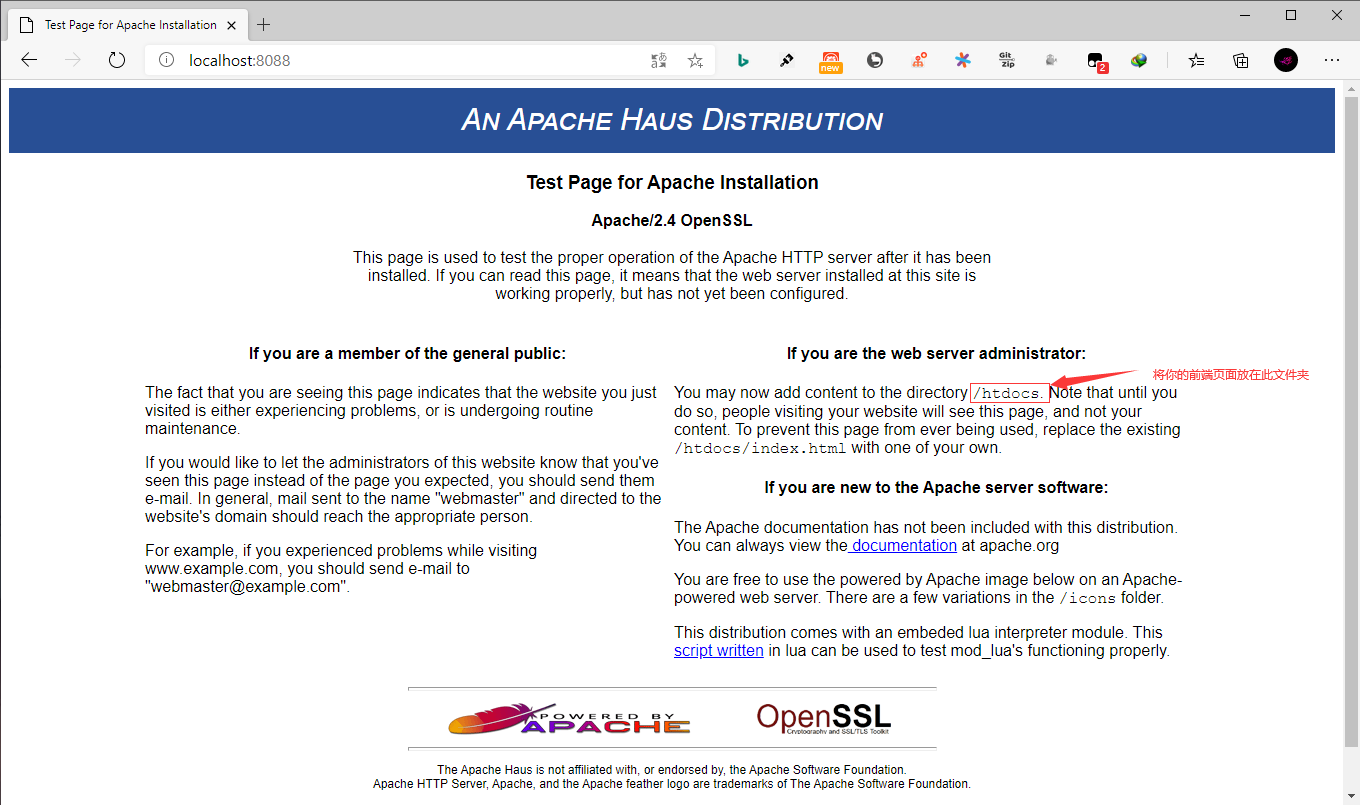 Test Page for Apache Installation
localhost:8088
new
Git
Zip
2
An Apache Haus Distribution
Test Page for Apache Installation
Apache/2.4 OpenSSL
This page is used to test the proper operation of the Apache HTTP server after it has been
installed. If you can read this page, it means that the web server installed at this site is
working properly, but has not yet been configured.
If you are a member of the general public:
The fact that you are seeing this page indicates that the website you just
visited is either experiencing problems, or is undergoing routine
maintenance.
If you would like to let the administrators of this website know that you've
seen this page instead of the page you expected, you should send them
e-mail. In general, mail sent to the name "webmaster" and directed to the
website's domain should reach the appropriate person.
For example, if you experienced problems while visiting
www.example.com, you should send e-mail to
"webmaster@example.com".
If you are the web server administrator:
将你的前端页面放在此文件夹
You may now add content to the directory /htdocs. Note that until you
do so, people visiting your website will see this page, and not your
content. To prevent this page from ever being used, replace the existing
/htdocs/index.html with one of your own.
If you are new to the Apache server software:
The Apache documentation has not been included with this distribution.
You can always view the documentation at apache.org
You are free to use the powered by Apache image below on an Apache-
powered web server. There are a few variations in the /icons folder.
This distribution comes with an embeded lua interpreter module. This
script written in lua can be used to test mod_lua's functioning properly.
POWERED BY
APACHE
OpenSSL
Cryptography and SSL/TLS Toolkit
The Apache Haus is not affiliated with, or endorsed by, the Apache Software Foundation.
Apache HTTP Server, Apache, and the Apache feather logo are trademarks of The Apache Software Foundation.